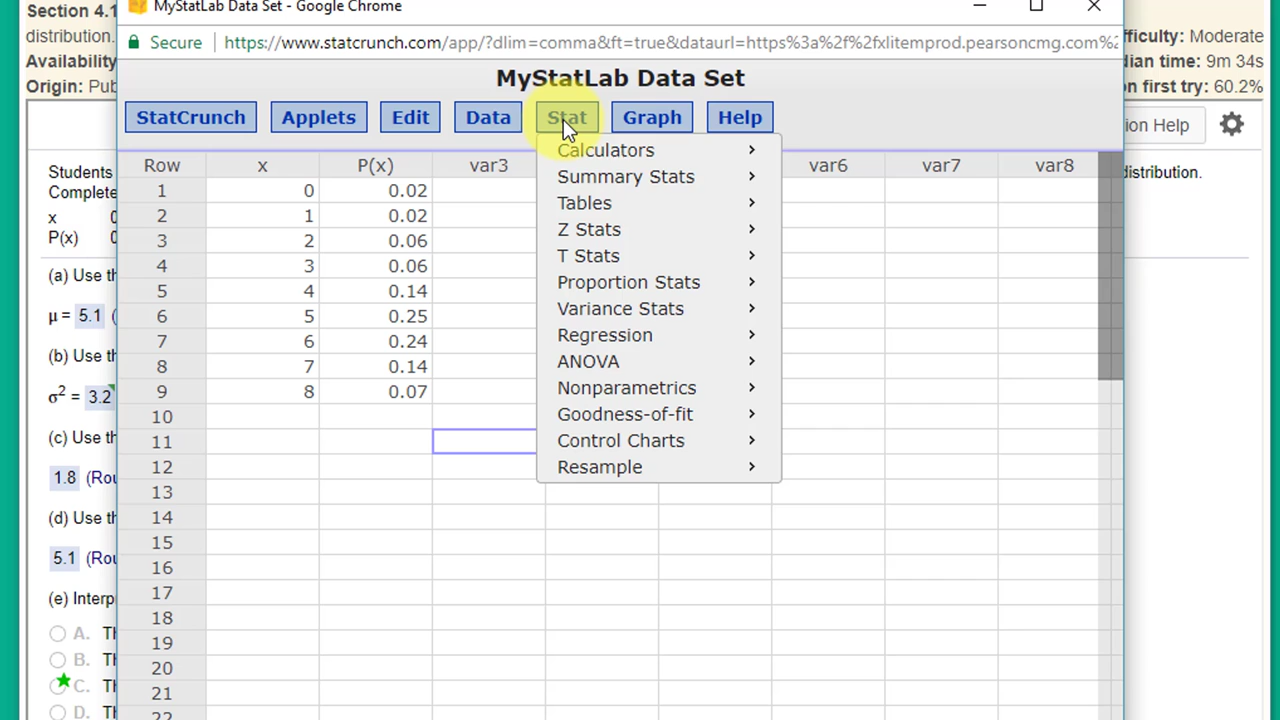 MyStatLab Data Set - Google Chrome
Secure | https://www.statcrunch.com/app/?dlim=comma&ft=true&dataurl=https%3a%2f%2fxlitemprod.pearsoncmg.com%2
Section 4.1
distribution.
Availability
Origin: Pub
fficulty: Moderate
dian time: 9m 34s
on first try: 60.2%
ion Help
MyStatLab Data Set
StatCrunch Applets Edit Data Stat Graph Help
Row x P(x) var3 var6 var7 var8
1 0 0.02
2 1 0.02
3 2 0.06
4 3 0.06
5 4 0.14
6 5 0.25
7 6 0.24
8 7 0.14
9 8 0.07
10
11
12
13
14
15
16
17
18
19
20
21
22
Calculators
Summary Stats
Tables
Z Stats
T Stats
Proportion Stats
Variance Stats
Regression
ANOVA
Nonparametrics
Goodness-of-fit
Control Charts
Resample
Students
Complete
x 0
P(x) 0
distribution.
(a) Use th
μ = 5.1 (
(b) Use th
σ2 = 3.2
(c) Use th
1.8 (Rou
(d) Use th
5.1 (Rou
(e) Interp
A. Th
B. Th
C. Th
D. Th